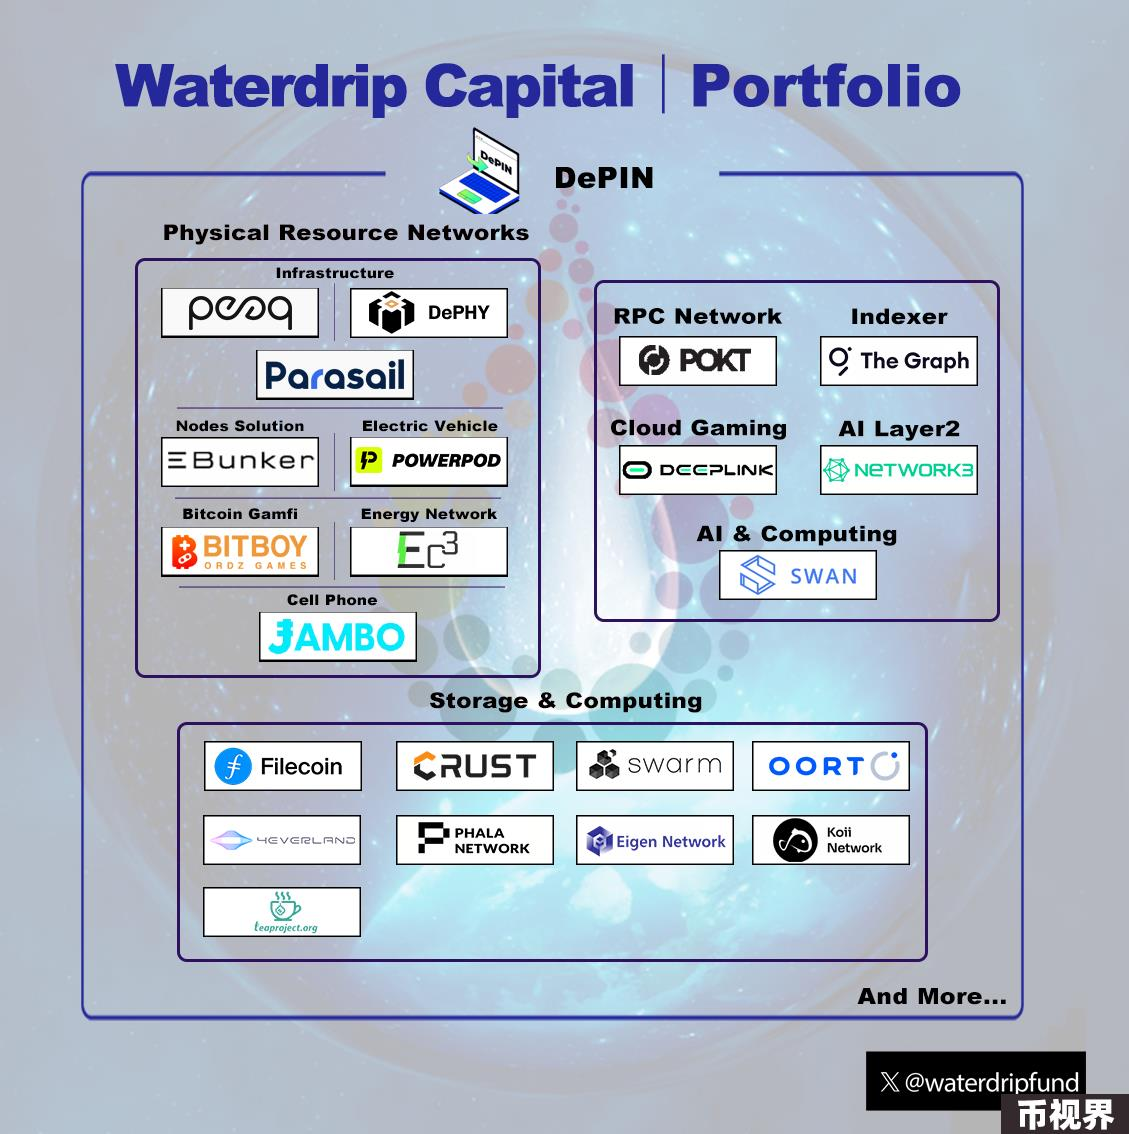 Waterdrip Capital | Portfolio
DePIN
DePIN
Physical Resource Networks
Infrastructure
peaq
DePHY
Parasail
Nodes Solution
Electric Vehicle
EBunker
POWERPOD
Bitcoin Gamfi
Energy Network
BITBOY
ORDZ GAMES
Ec3
Cell Phone
JAMBO
RPC Network
Indexer
POKT
The Graph
Cloud Gaming
AI Layer2
DEEPLINK
NETWORK3
AI & Computing
SWAN
Storage & Computing
Filecoin
CRUST
swarm
OORT
4EVERLAND
PHALA
NETWORK
Eigen Network
Koii
Network
teaproject.org
And More...
X @waterdripfund
币视界